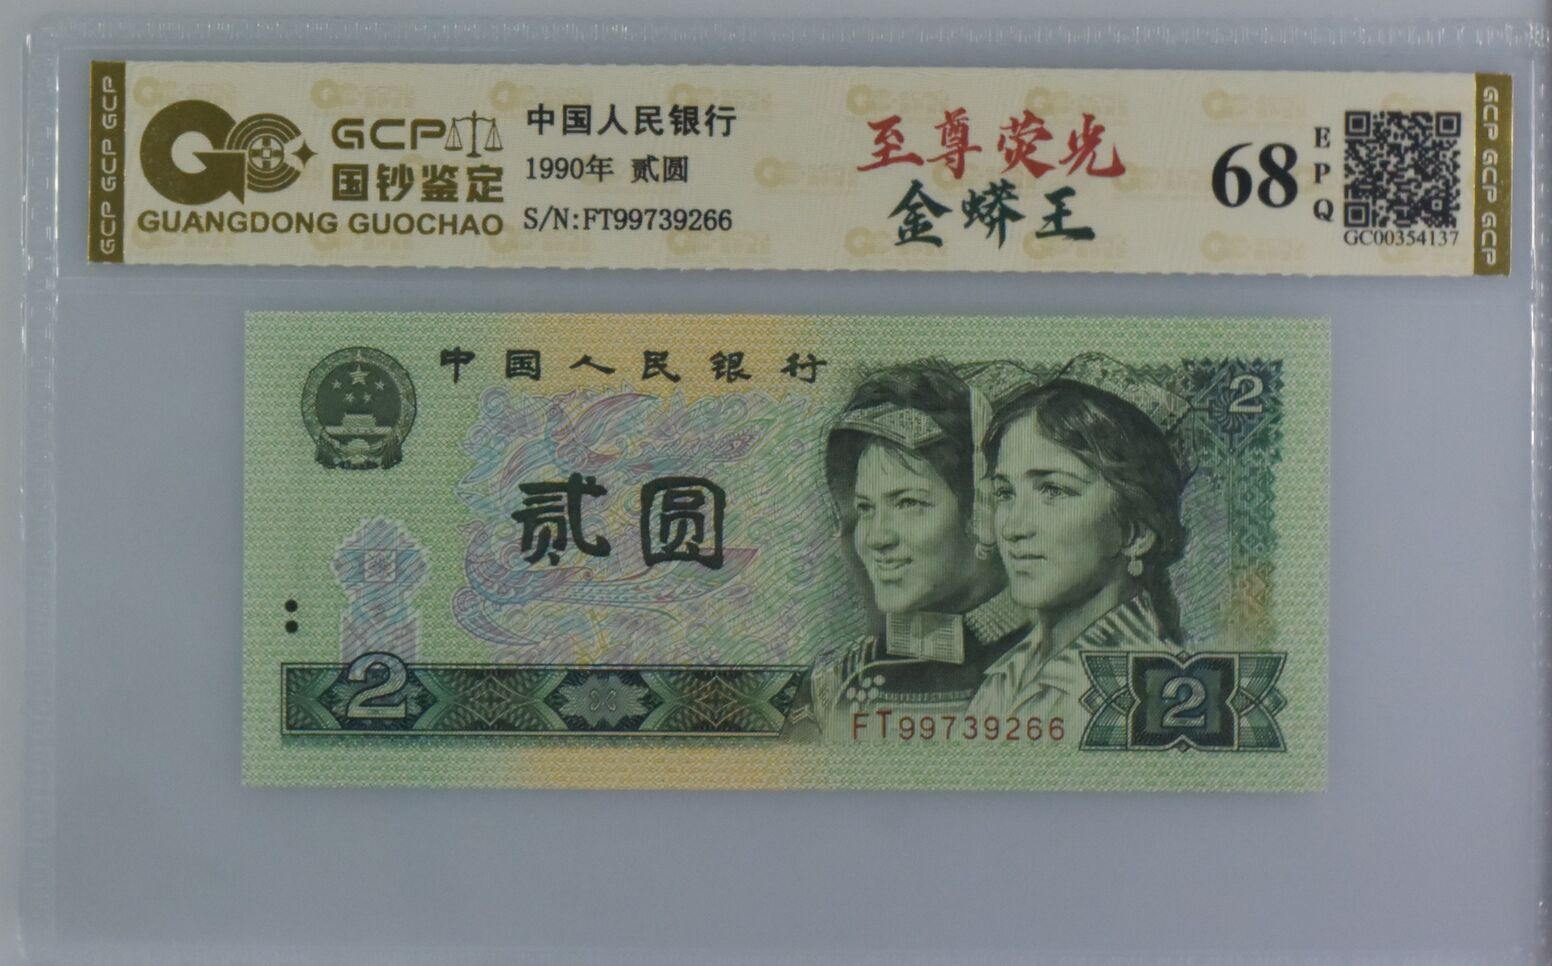 GCP GCP GCP
GCP
国钞鉴定
GUANGDONG GUOCHAO
中国人民银行
1990年 贰圆
S/N:FT99739266
至尊荧光
金蟒王
68
EPQ
GC00354137
GCP GCP GCP
中国人民银行
2
贰圆
2
FT99739266
2